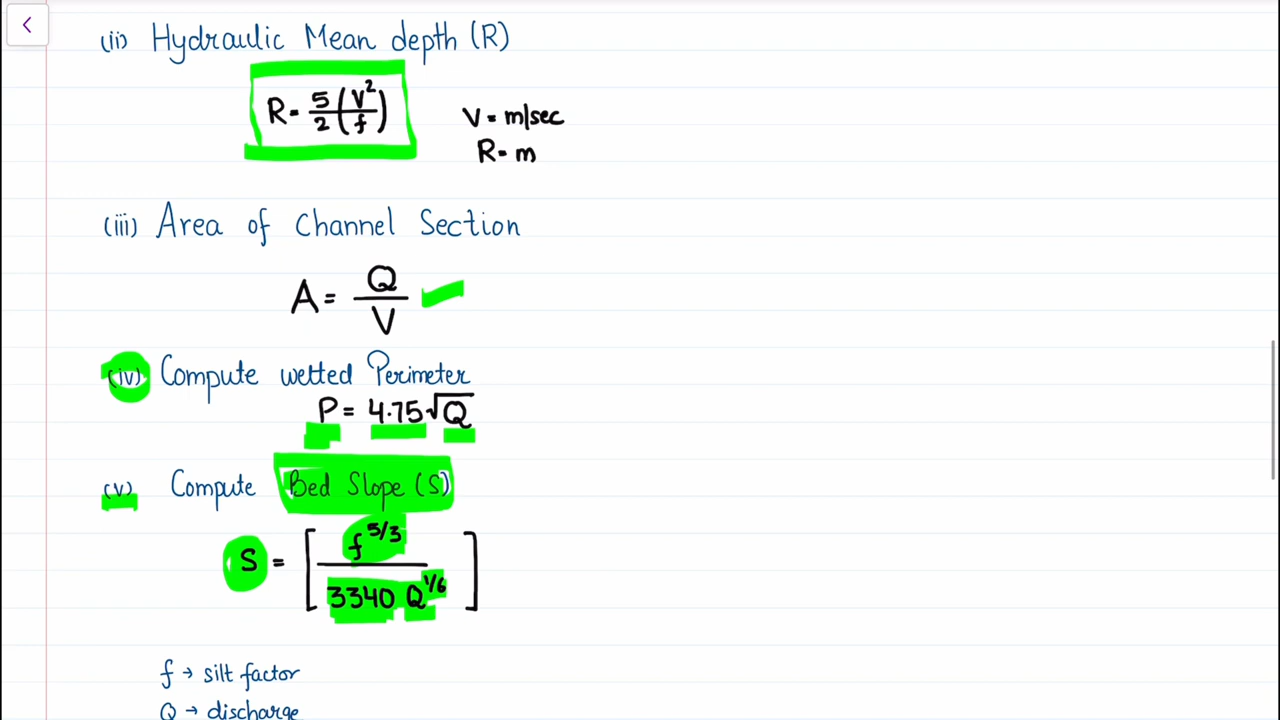 (ii) Hydraulic Mean depth (R)
R = 5/2 (V²/f)
V = m/sec
R = m
(iii) Area of Channel Section
A = Q/V
(iv) Compute wetted Perimeter
P = 4.75√Q
(v) Compute Bed Slope (S)
S = [f^5/3 / 3340 Q^1/6]
f → silt factor
Q → discharge